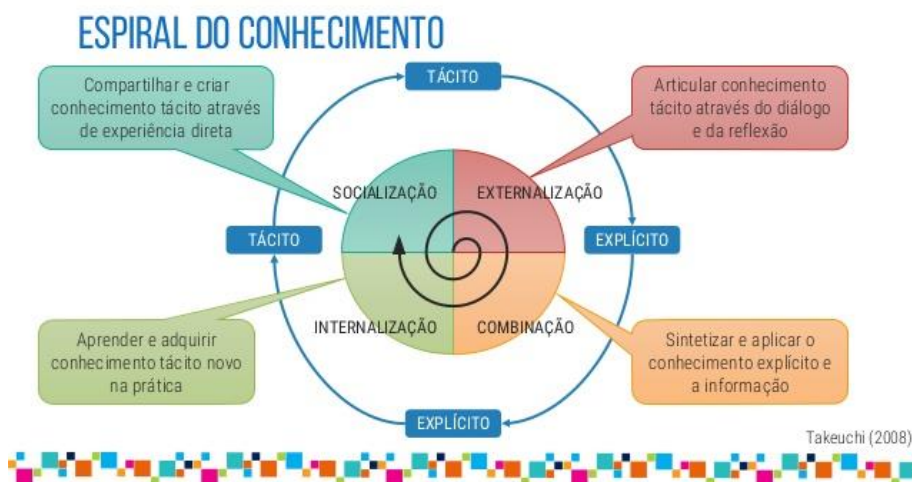 ESPIRAL DO CONHECIMENTO
TÁCITO
Compartilhar e criar
conhecimento tácito através
de experiência direta
Articular conhecimento
tácito através do diálogo
e da reflexão
SOCIALIZAÇÃO
EXTERNALIZAÇÃO
TÁCITO
EXPLÍCITO
INTERNALIZAÇÃO
COMBINAÇÃO
Aprender e adquirir
conhecimento tácito novo
na prática
Sintetizar e aplicar o
conhecimento explícito e
a informação
EXPLÍCITO
Takeuchi (2008)